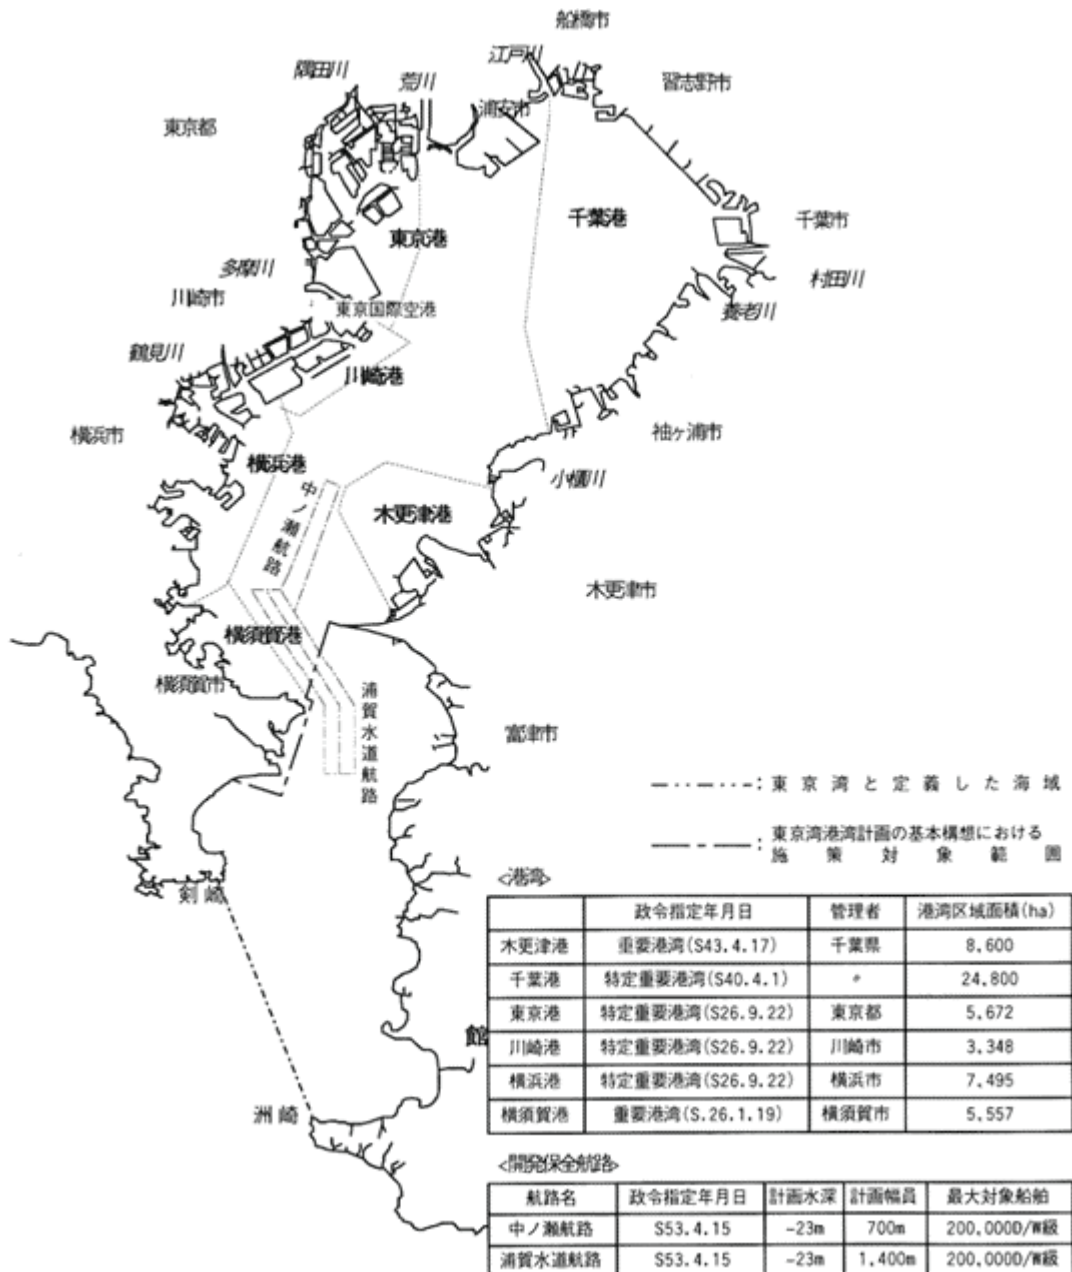 船橋市
江戸川
隅田川
荒川
習志野市
浦安市
東京都
千葉港
千葉市
東京港
多摩川
村田川
川崎市
東京国際空港
養老川
鶴見川
川崎港
横浜市
袖ヶ浦市
横浜港
小櫃川
中ノ瀬航路
木更津港
木更津市
横須賀港
横須賀市
浦賀水道航路
富津市
―‥―‥―:東京湾と定義した海域
―-―:東京湾港湾計画の基本構想における
施策対象範囲
剣崎
<港湾>
政令指定年月日 管理者 港湾区域面積(ha)
木更津港 重要港湾(S43.4.17) 千葉県 8.600
千葉港 特定重要港湾(S40.4.1) 〃 24.800
東京港 特定重要港湾(S26.9.22) 東京都 5.672
川崎港 特定重要港湾(S26.9.22) 川崎市 3.348
横浜港 特定重要港湾(S26.9.22) 横浜市 7.495
横須賀港 重要港湾(S.26.1.19) 横須賀市 5.557
館
洲崎
<開発保全航路>
航路名 政令指定年月日 計画水深 計画幅員 最大対象船舶
中ノ瀬航路 S53.4.15 -23m 700m 200.000D/W級
浦賀水道航路 S53.4.15 -23m 1.400m 200.000D/W級